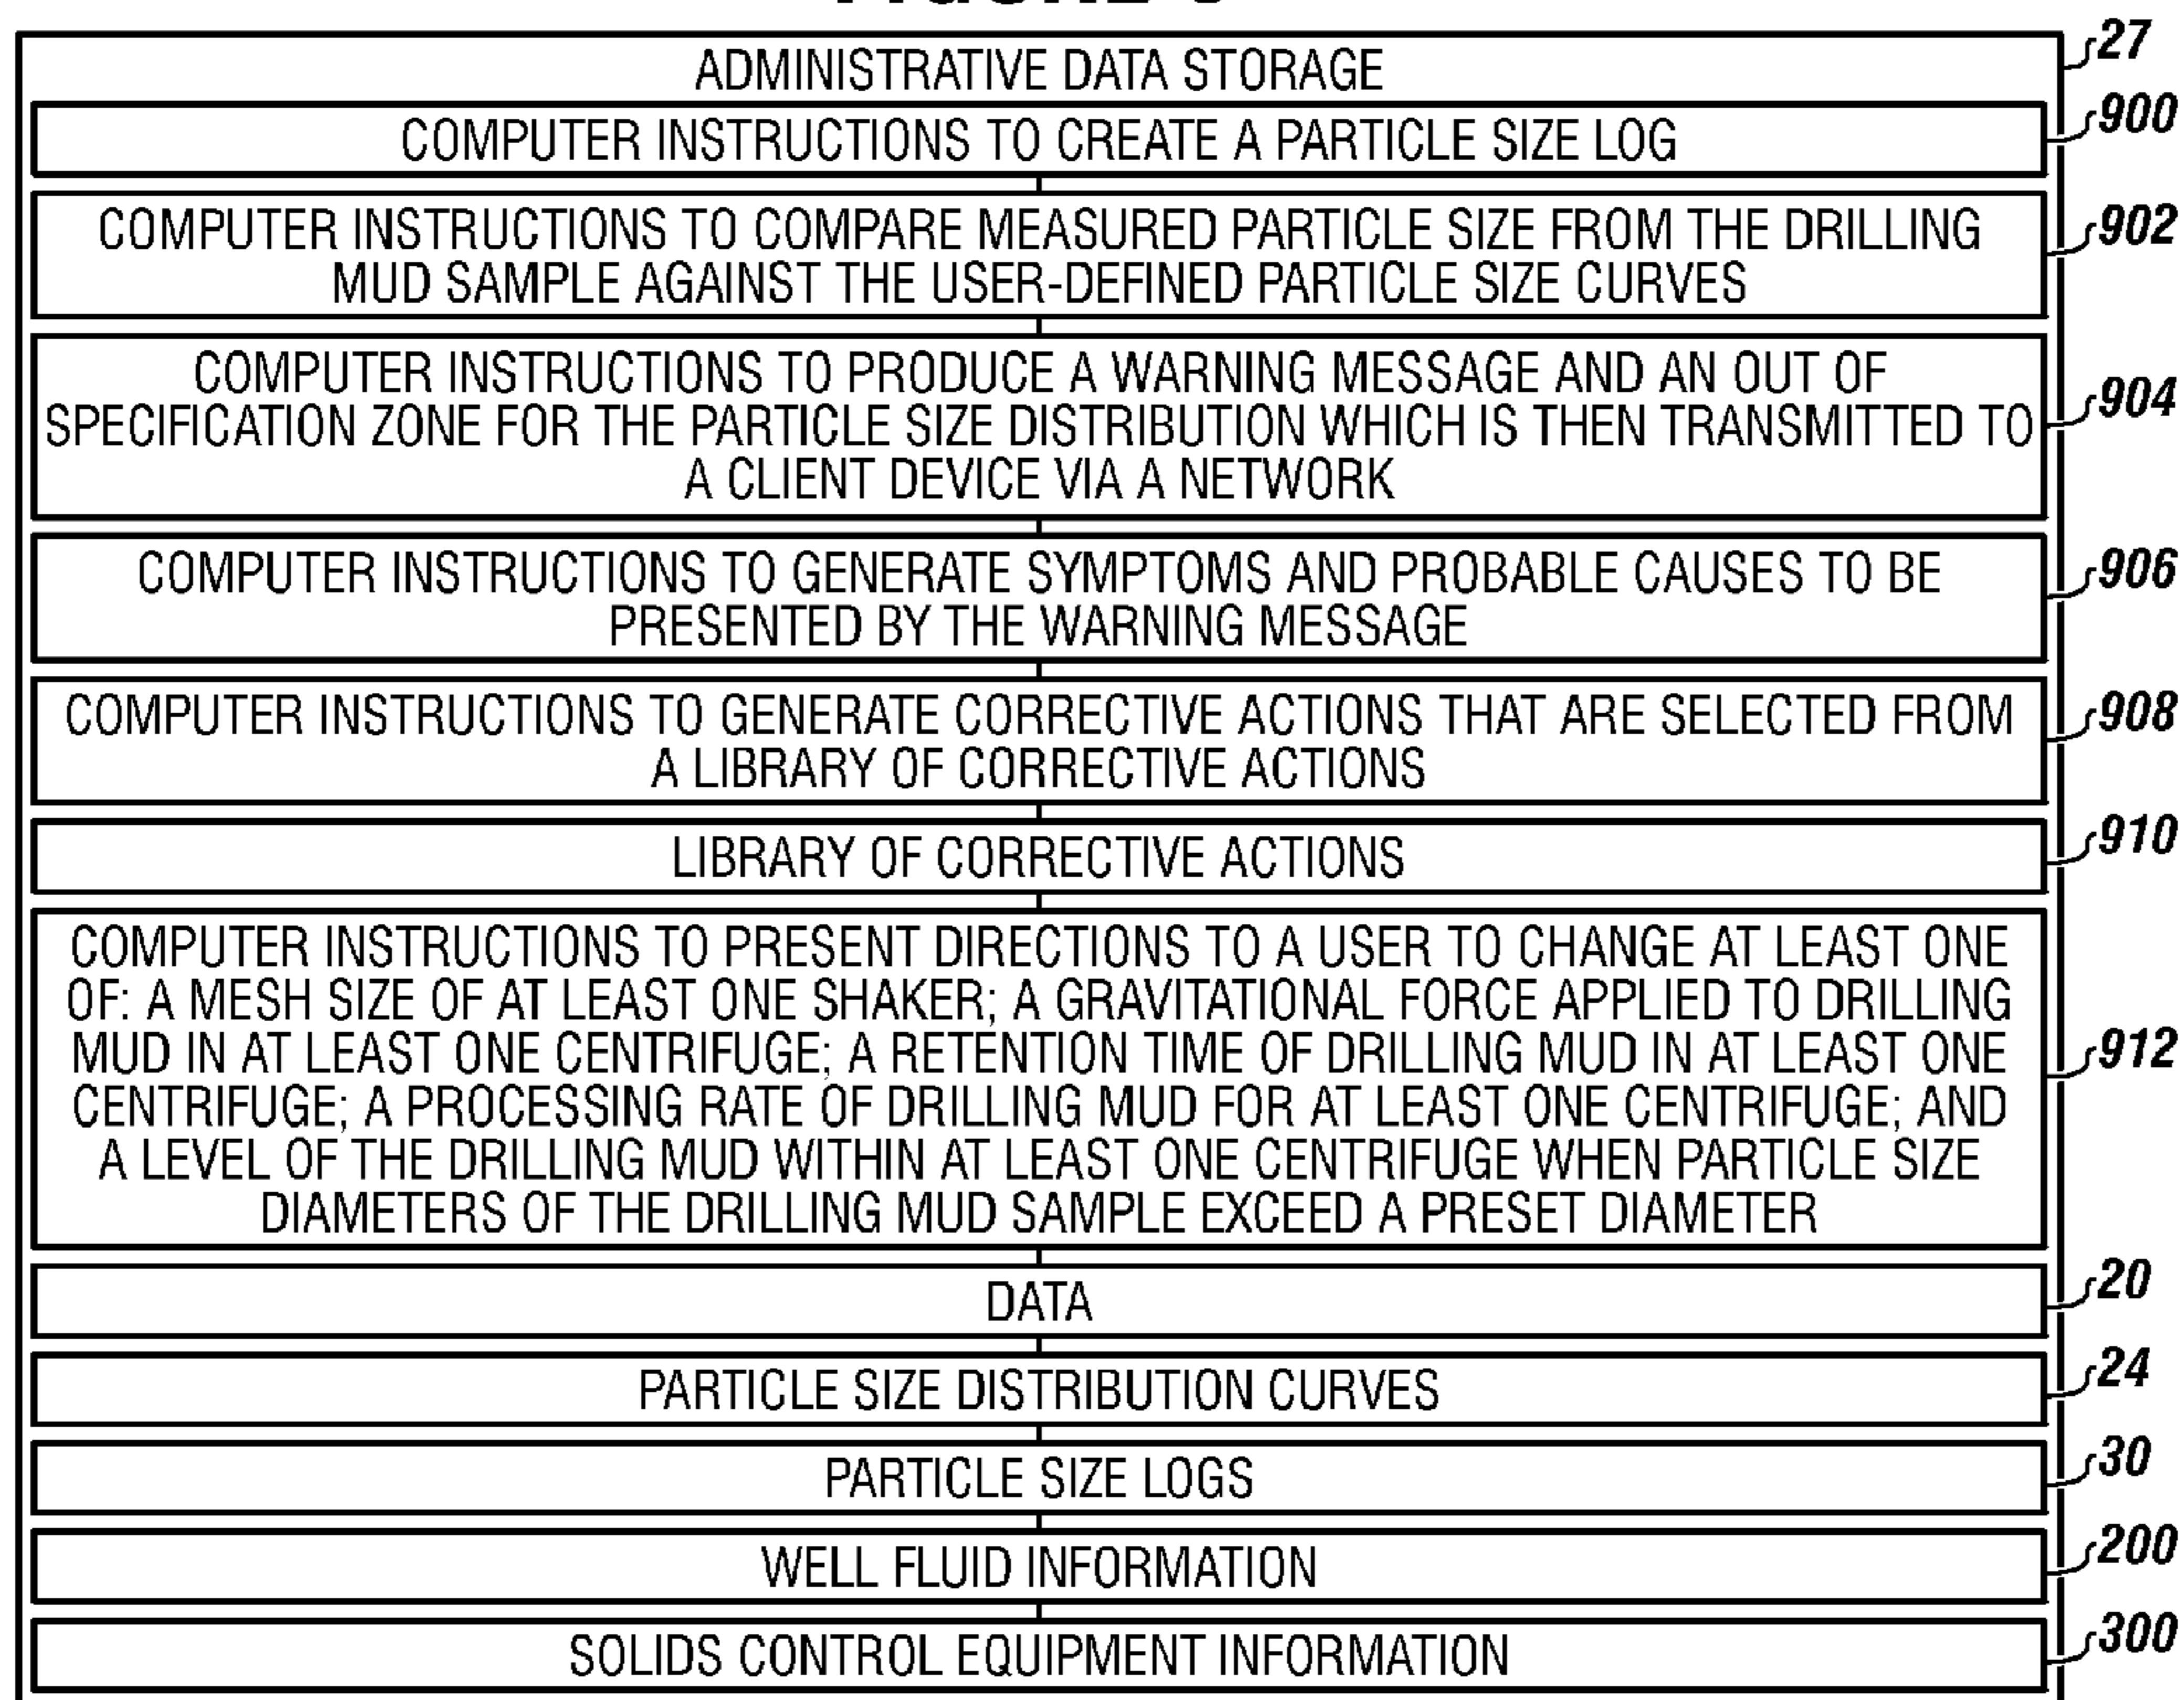 ADMINISTRATIVE DATA STORAGE
27
COMPUTER INSTRUCTIONS TO CREATE A PARTICLE SIZE LOG
900
COMPUTER INSTRUCTIONS TO COMPARE MEASURED PARTICLE SIZE FROM THE DRILLING
MUD SAMPLE AGAINST THE USER-DEFINED PARTICLE SIZE CURVES
902
COMPUTER INSTRUCTIONS TO PRODUCE A WARNING MESSAGE AND AN OUT OF
SPECIFICATION ZONE FOR THE PARTICLE SIZE DISTRIBUTION WHICH IS THEN TRANSMITTED TO
A CLIENT DEVICE VIA A NETWORK
904
COMPUTER INSTRUCTIONS TO GENERATE SYMPTOMS AND PROBABLE CAUSES TO BE
PRESENTED BY THE WARNING MESSAGE
906
COMPUTER INSTRUCTIONS TO GENERATE CORRECTIVE ACTIONS THAT ARE SELECTED FROM
A LIBRARY OF CORRECTIVE ACTIONS
908
LIBRARY OF CORRECTIVE ACTIONS
910
COMPUTER INSTRUCTIONS TO PRESENT DIRECTIONS TO A USER TO CHANGE AT LEAST ONE
OF: A MESH SIZE OF AT LEAST ONE SHAKER; A GRAVITATIONAL FORCE APPLIED TO DRILLING
MUD IN AT LEAST ONE CENTRIFUGE; A RETENTION TIME OF DRILLING MUD IN AT LEAST ONE
CENTRIFUGE; A PROCESSING RATE OF DRILLING MUD FOR AT LEAST ONE CENTRIFUGE; AND
A LEVEL OF THE DRILLING MUD WITHIN AT LEAST ONE CENTRIFUGE WHEN PARTICLE SIZE
DIAMETERS OF THE DRILLING MUD SAMPLE EXCEED A PRESET DIAMETER
912
DATA
20
PARTICLE SIZE DISTRIBUTION CURVES
24
PARTICLE SIZE LOGS
30
WELL FLUID INFORMATION
200
SOLIDS CONTROL EQUIPMENT INFORMATION
300